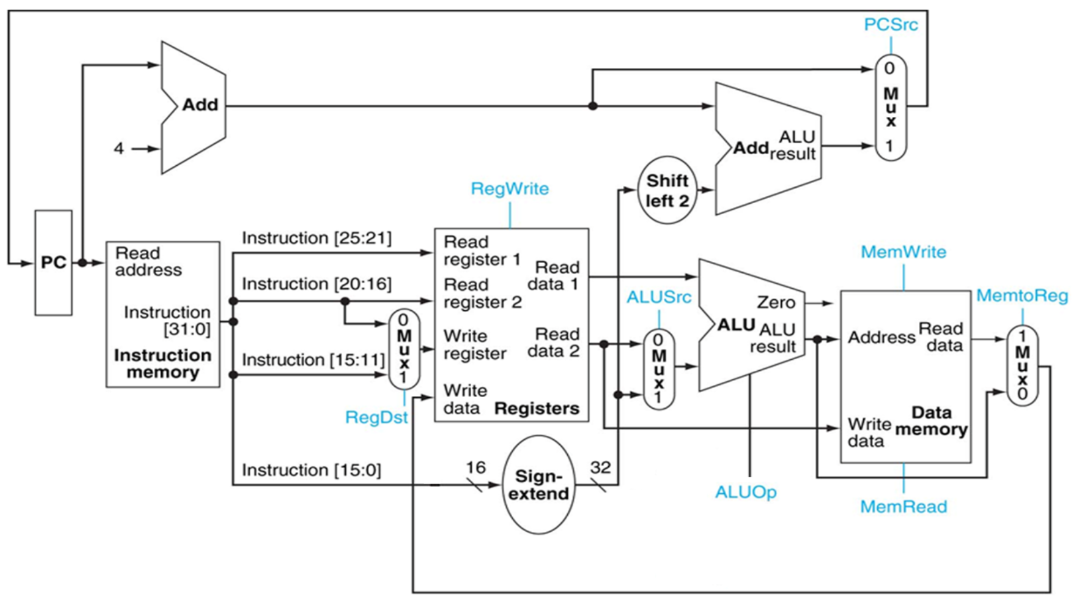 PCSrc
0
Mux
1
Add
4
Add
ALU
result
Shift
left 2
RegWrite
PC
Read
address
Instruction
[31:0]
Instruction
memory
Instruction [25:21]
Instruction [20:16]
Instruction [15:11]
Instruction [15:0]
0
Mux
1
RegDst
Read
register 1
Read
register 2
Write
register
Write
data
Read
data 1
Read
data 2
Registers
16
Sign-
extend
32
ALUSrc
0
Mux
1
Zero
ALU
ALU
result
ALUOp
MemWrite
Address
Read
data
Write
data
Data
memory
MemRead
MemtoReg
1
Mux
0